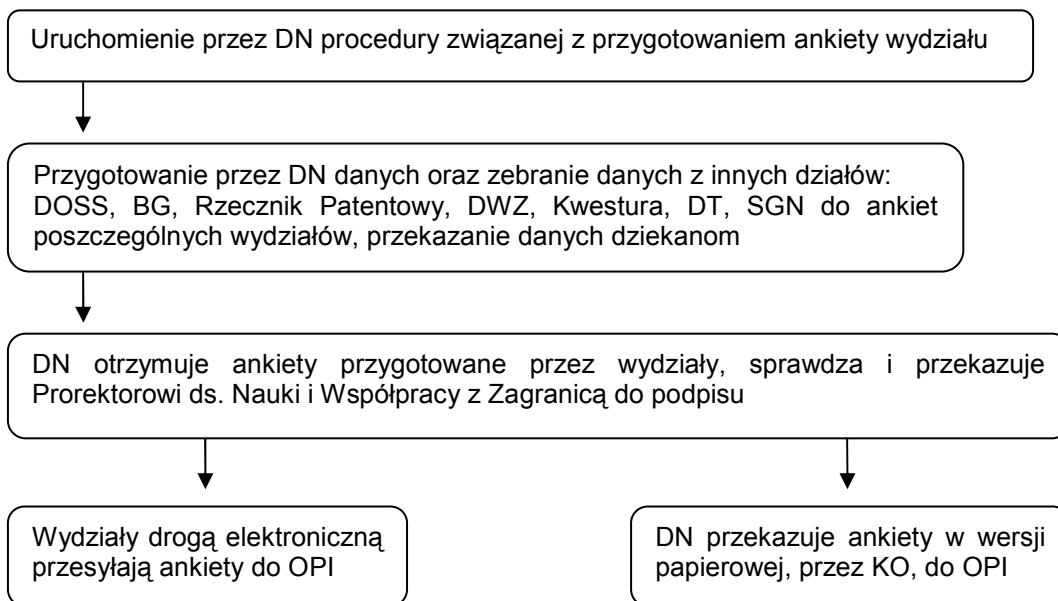 Uruchomienie przez DN procedury związanej z przygotowaniem ankiety wydziału
Przygotowanie przez DN danych oraz zebranie danych z innych działów:
DOSS, BG, Rzecznik Patentowy, DWZ, Kwestura, DT, SGN do ankiet
poszczególnych wydziałów, przekazanie danych dziekanom
DN otrzymuje ankiety przygotowane przez wydziały, sprawdza i przekazuje
Prorektorowi ds. Nauki i Współpracy z Zagranicą do podpisu
Wydziały drogą elektroniczną
przesyłają ankiety do OPI
DN przekazuje ankiety w wersji
papierowej, przez KO, do OPI